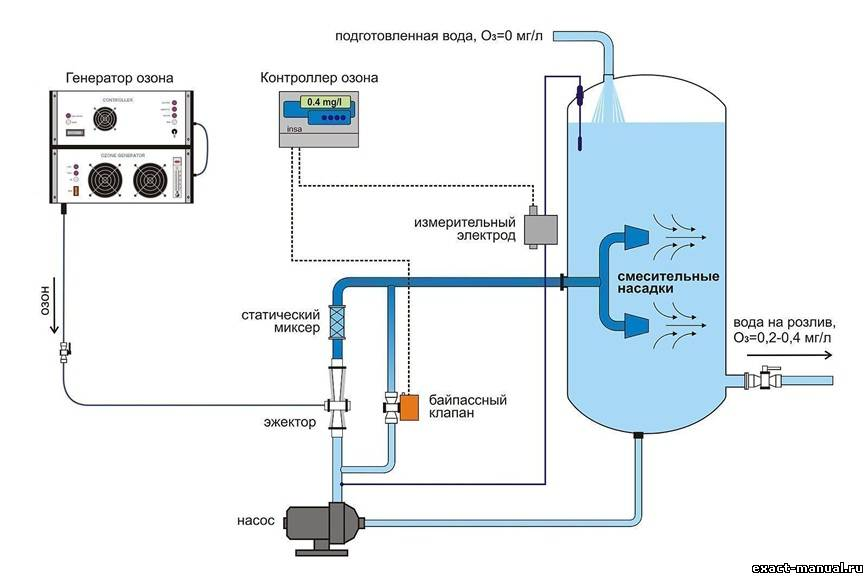 подготовленная вода, O₃=0 мг/л
Генератор озона
Контроллер озона
CONTROLLER
0.4 mg/l
insa
OZONE GENERATOR
измерительный
электрод
смесительные
насадки
озон
статический
миксер
вода на розлив,
O₃=0,2-0,4 мг/л
байпассный
клапан
эжектор
насос
exact-manual.ru